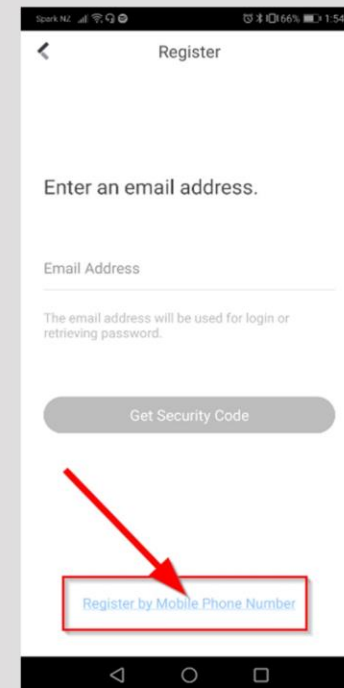 Spark NZ 66% 1:54
Register
Enter an email address.
Email Address
The email address will be used for login or
retrieving password.
Get Security Code
Register by Mobile Phone Number